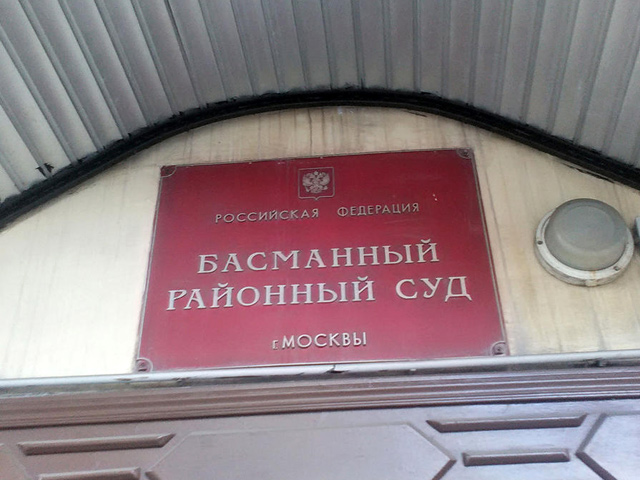 РОССИЙСКАЯ ФЕДЕРАЦИЯ
БАСМАННЫЙ
РАЙОННЫЙ СУД
г. МОСКВЫ